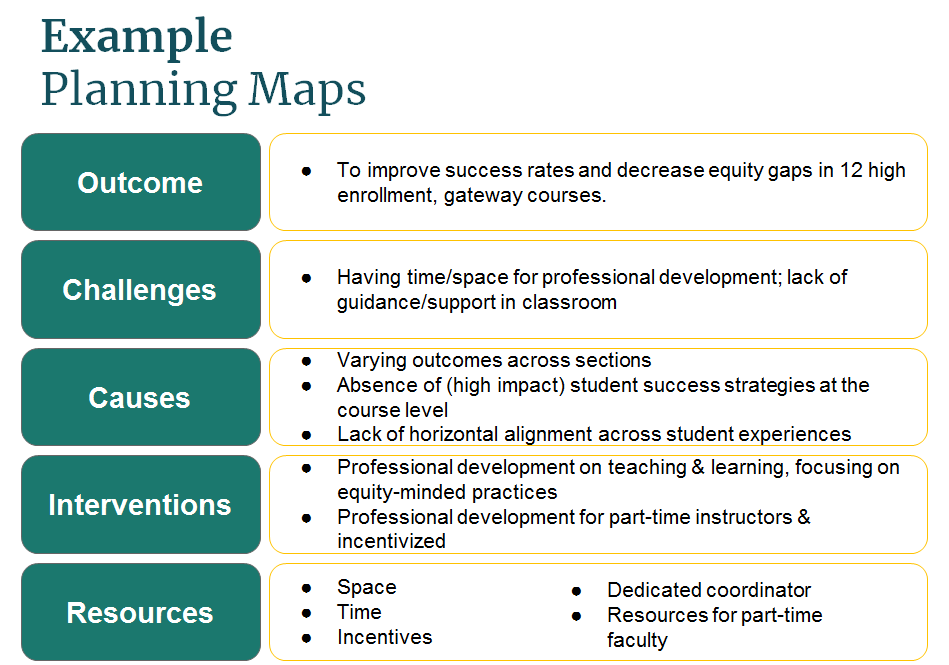 Example
Planning Maps
Outcome
● To improve success rates and decrease equity gaps in 12 high
enrollment, gateway courses.
Challenges
● Having time/space for professional development; lack of
guidance/support in classroom
Causes
● Varying outcomes across sections
● Absence of (high impact) student success strategies at the
course level
● Lack of horizontal alignment across student experiences
Interventions
● Professional development on teaching & learning, focusing on
equity-minded practices
● Professional development for part-time instructors &
incentivized
Resources
● Space
● Time
● Incentives
● Dedicated coordinator
● Resources for part-time
faculty